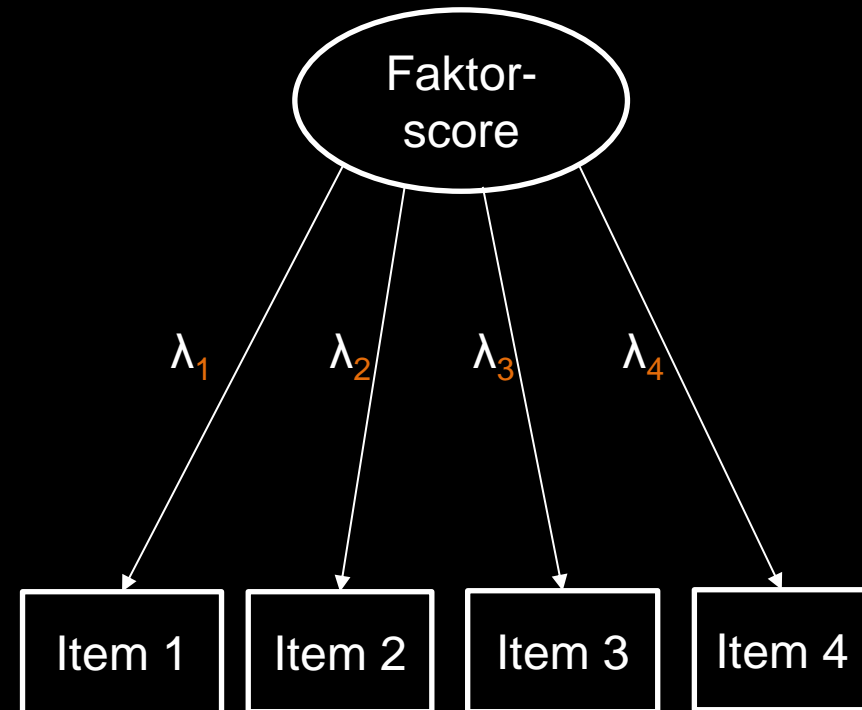 Faktor-
score
λ1 λ2 λ3 λ4
Item 1 Item 2 Item 3 Item 4